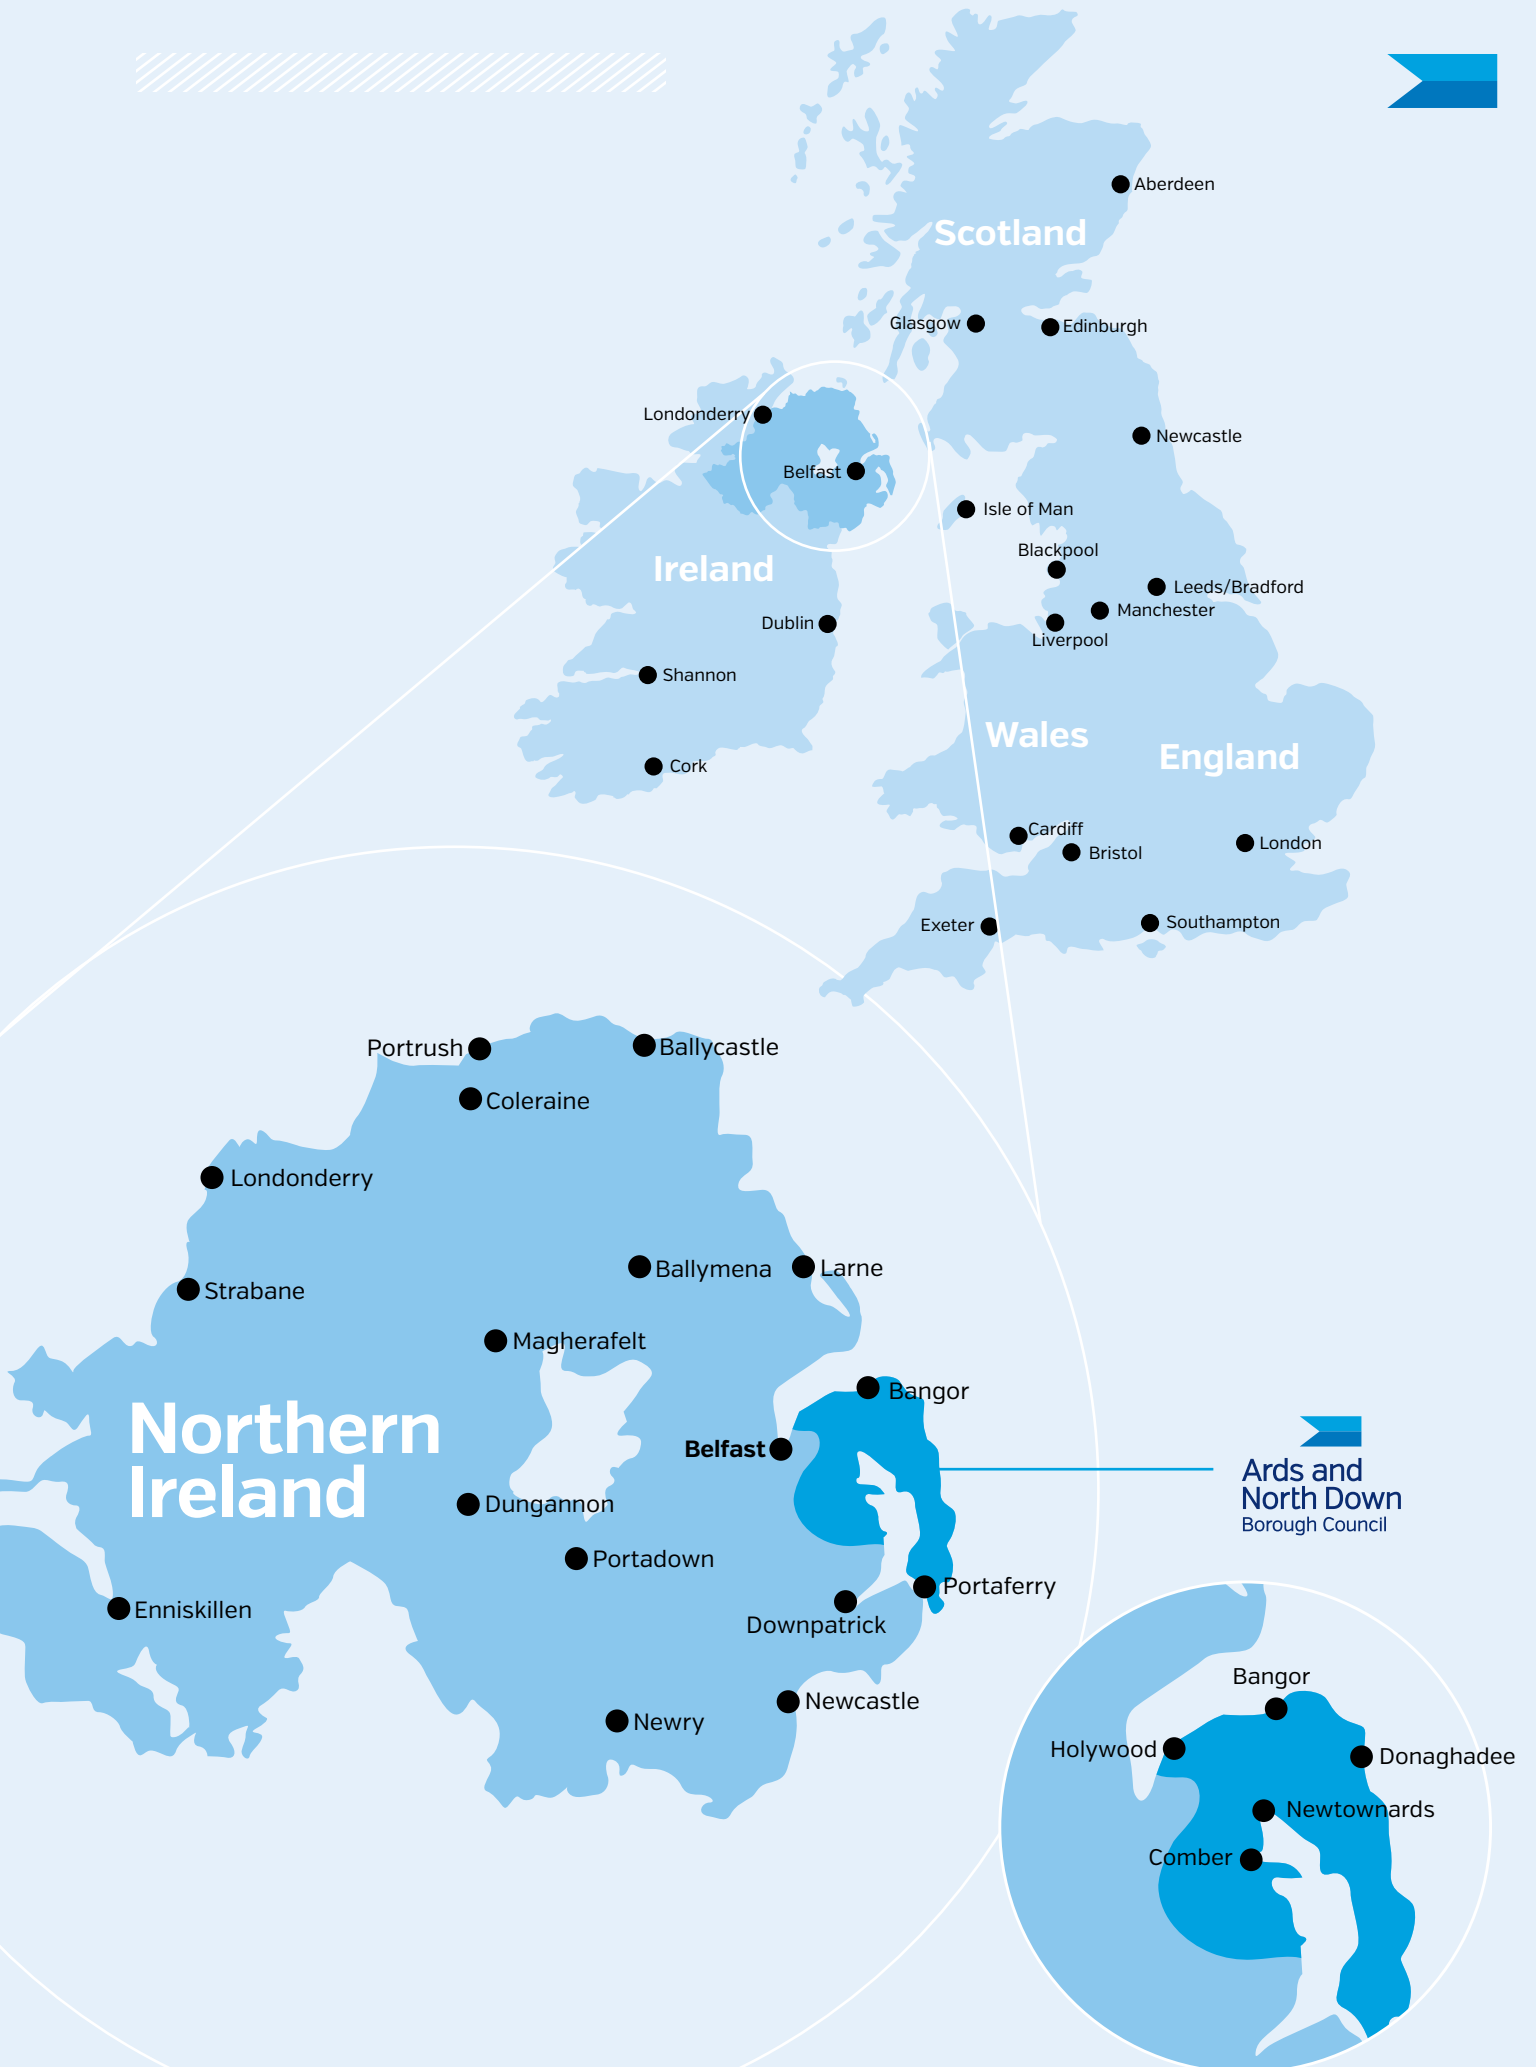 Aberdeen
Scotland
Glasgow
Edinburgh
Londonderry
Newcastle
Belfast
Isle of Man
Blackpool
Ireland
Leeds/Bradford
Manchester
Dublin
Liverpool
Shannon
Wales
England
Cork
Cardiff
Bristol
London
Exeter
Southampton
Portrush
Ballycastle
Coleraine
Londonderry
Ballymena
Larne
Strabane
Magherafelt
Bangor
Northern
Ireland
Belfast
Ards and
North Down
Borough Council
Dungannon
Portadown
Portaferry
Enniskillen
Downpatrick
Newcastle
Newry
Bangor
Holywood
Donaghadee
Newtownards
Comber